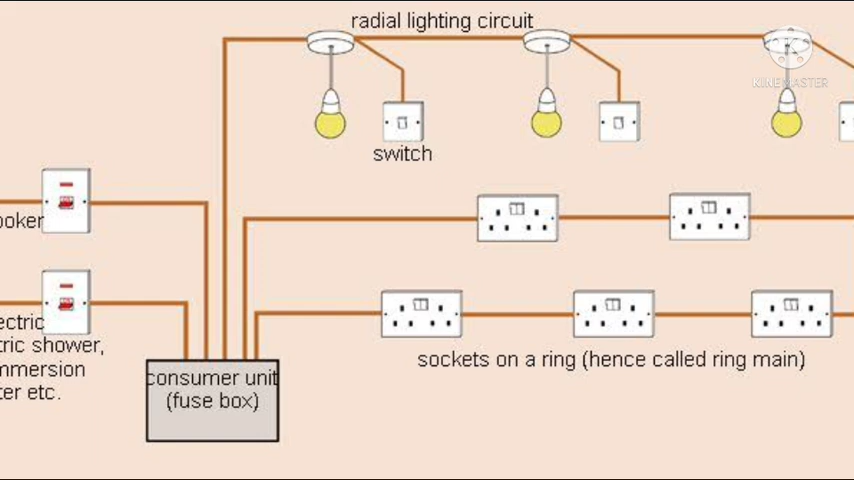 radial lighting circuit
KINEMASTER
switch
ooker
ectric
tric shower,
mmersion
ter etc.
consumer unit
(fuse box)
sockets on a ring (hence called ring main)